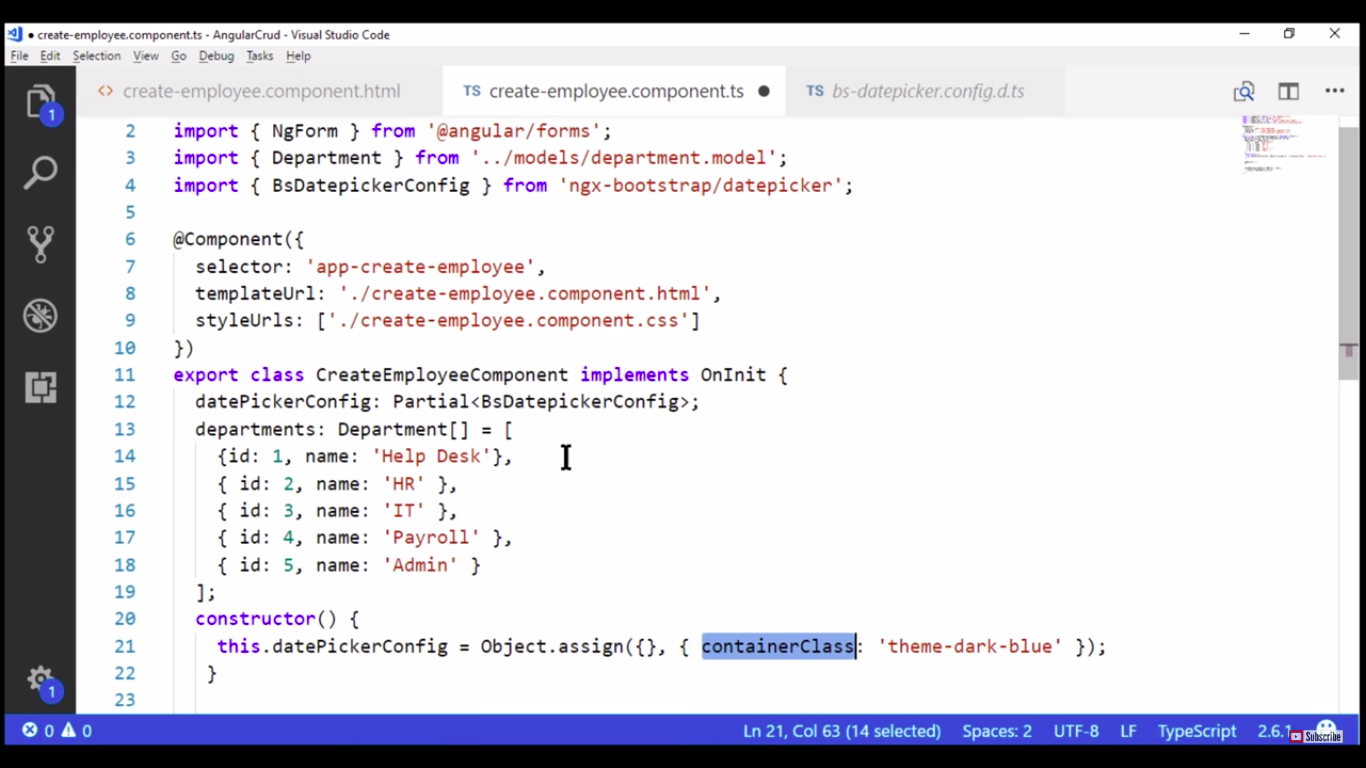 ● create-employee.component.ts - AngularCrud - Visual Studio Code
File Edit Selection View Go Debug Tasks Help
<> create-employee.component.html TS create-employee.component.ts ● TS bs-datepicker.config.d.ts
1
2 import { NgForm } from '@angular/forms';
3 import { Department } from '../models/department.model';
4 import { BsDatepickerConfig } from 'ngx-bootstrap/datepicker';
5
6 @Component({
7 selector: 'app-create-employee',
8 templateUrl: './create-employee.component.html',
9 styleUrls: ['./create-employee.component.css']
10 })
11 export class CreateEmployeeComponent implements OnInit {
12 datePickerConfig: Partial<BsDatepickerConfig>;
13 departments: Department[] = [
14 {id: 1, name: 'Help Desk'},
15 { id: 2, name: 'HR' },
16 { id: 3, name: 'IT' },
17 { id: 4, name: 'Payroll' },
18 { id: 5, name: 'Admin' }
19 ];
20 constructor() {
21 this.datePickerConfig = Object.assign({}, { containerClass: 'theme-dark-blue' });
22 }
23
1
0 0 Ln 21, Col 63 (14 selected) Spaces: 2 UTF-8 LF TypeScript 2.6.1
Subscribe